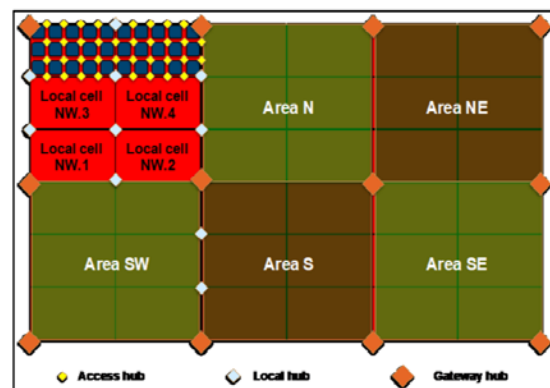 Local cell
NW.3
Local cell
NW.4
Area N
Area NE
Local cell
NW.1
Local cell
NW.2
Area SW
Area S
Area SE
Access hub
Local hub
Gateway hub